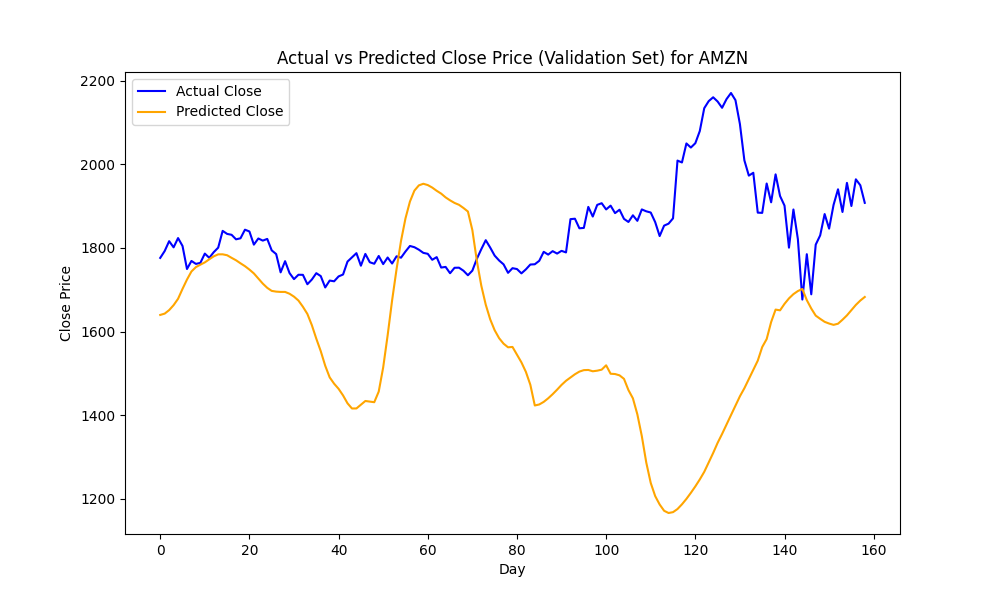 Actual vs Predicted Close Price (Validation Set) for AMZN
Actual Close
Predicted Close
2200
2000
1800
1600
1400
1200
Close Price
0 20 40 60 80 100 120 140 160
Day